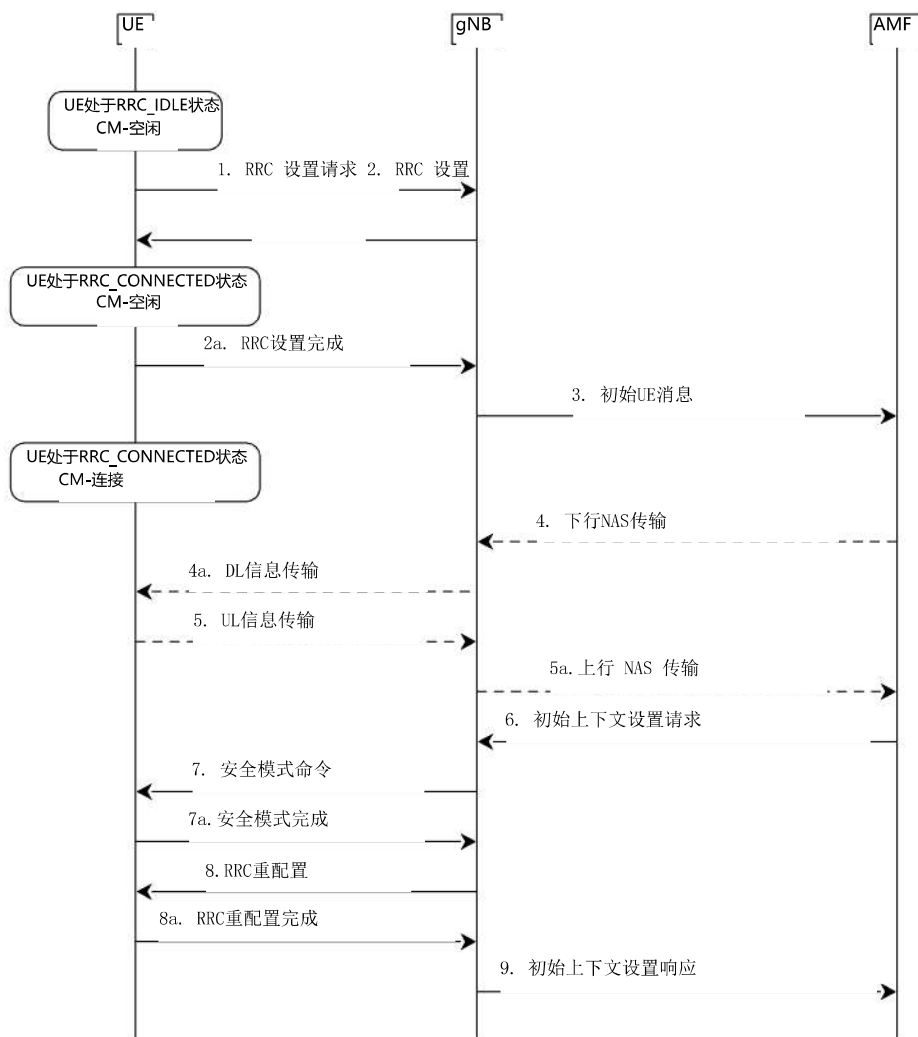 UE
gNB
AMF
UE处于RRC_IDLE状态
CM-空闲
1. RRC 设置请求 2. RRC 设置
UE处于RRC_CONNECTED状态
CM-空闲
2a. RRC设置完成
3. 初始UE消息
UE处于RRC_CONNECTED状态
CM-连接
4. 下行NAS传输
4a. DL信息传输
5. UL信息传输
5a.上行 NAS 传输
6. 初始上下文设置请求
7. 安全模式命令
7a.安全模式完成
8.RRC重配置
8a. RRC重配置完成
9. 初始上下文设置响应